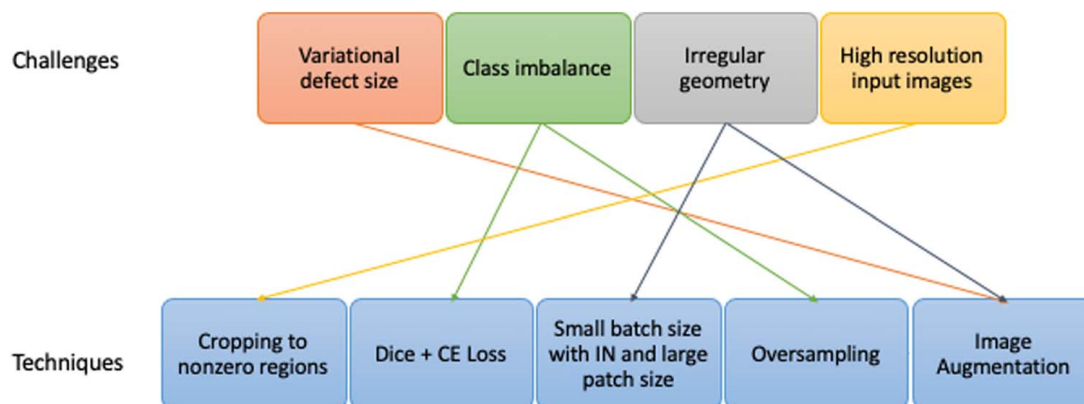 Challenges
Variational
defect size
Class imbalance
Irregular
geometry
High resolution
input images
Techniques
Cropping to
nonzero regions
Dice + CE Loss
Small batch size
with IN and large
patch size
Oversampling
Image
Augmentation